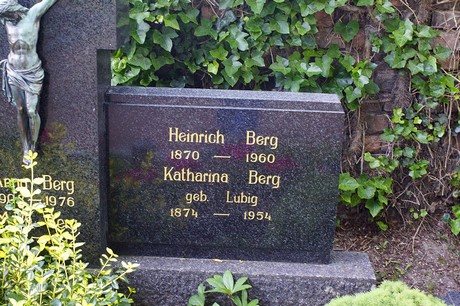 Heinrich Berg
1870 — 1960
Katharina Berg
geb. Lubig
1874 — 1954
Berg
1976